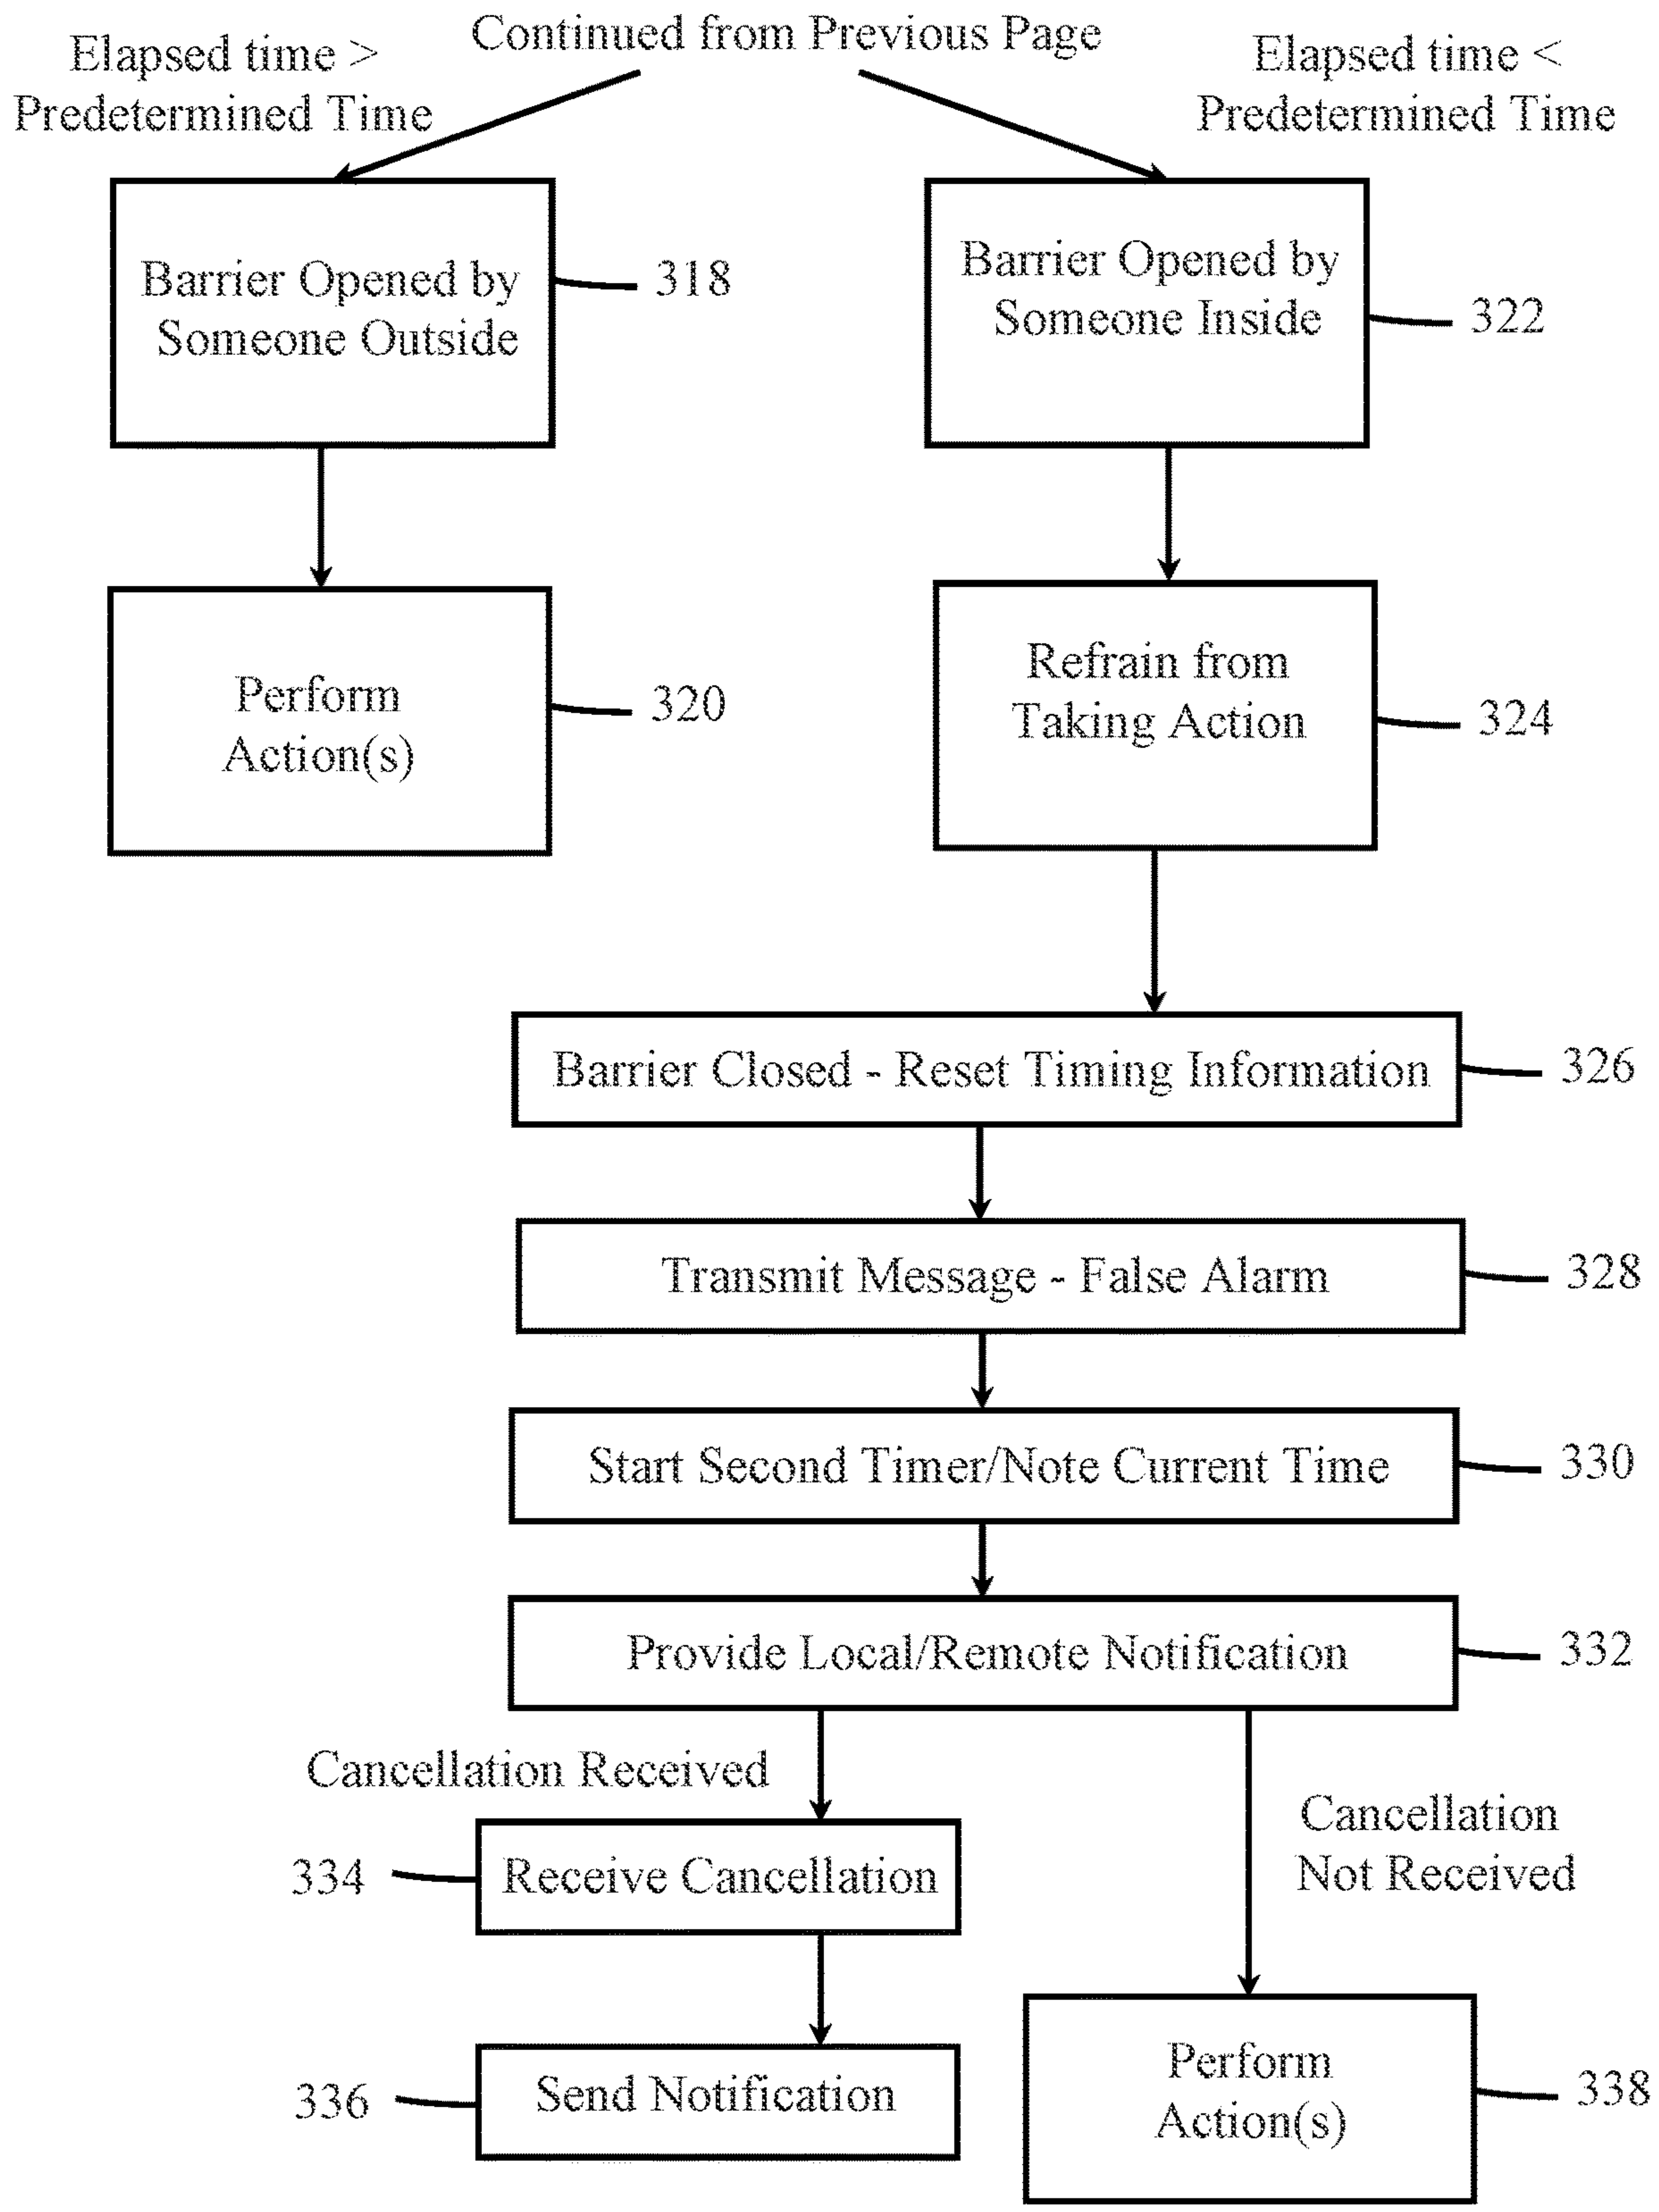 Continued from Previous Page
Elapsed time >
Predetermined Time
Elapsed time <
Predetermined Time
Barrier Opened by
Someone Outside
318
Barrier Opened by
Someone Inside
322
Perform
Action(s)
320
Refrain from
Taking Action
324
Barrier Closed - Reset Timing Information
326
Transmit Message - False Alarm
328
Start Second Timer/Note Current Time
330
Provide Local/Remote Notification
332
Cancellation Received
Cancellation
Not Received
334
Receive Cancellation
336
Send Notification
Perform
Action(s)
338